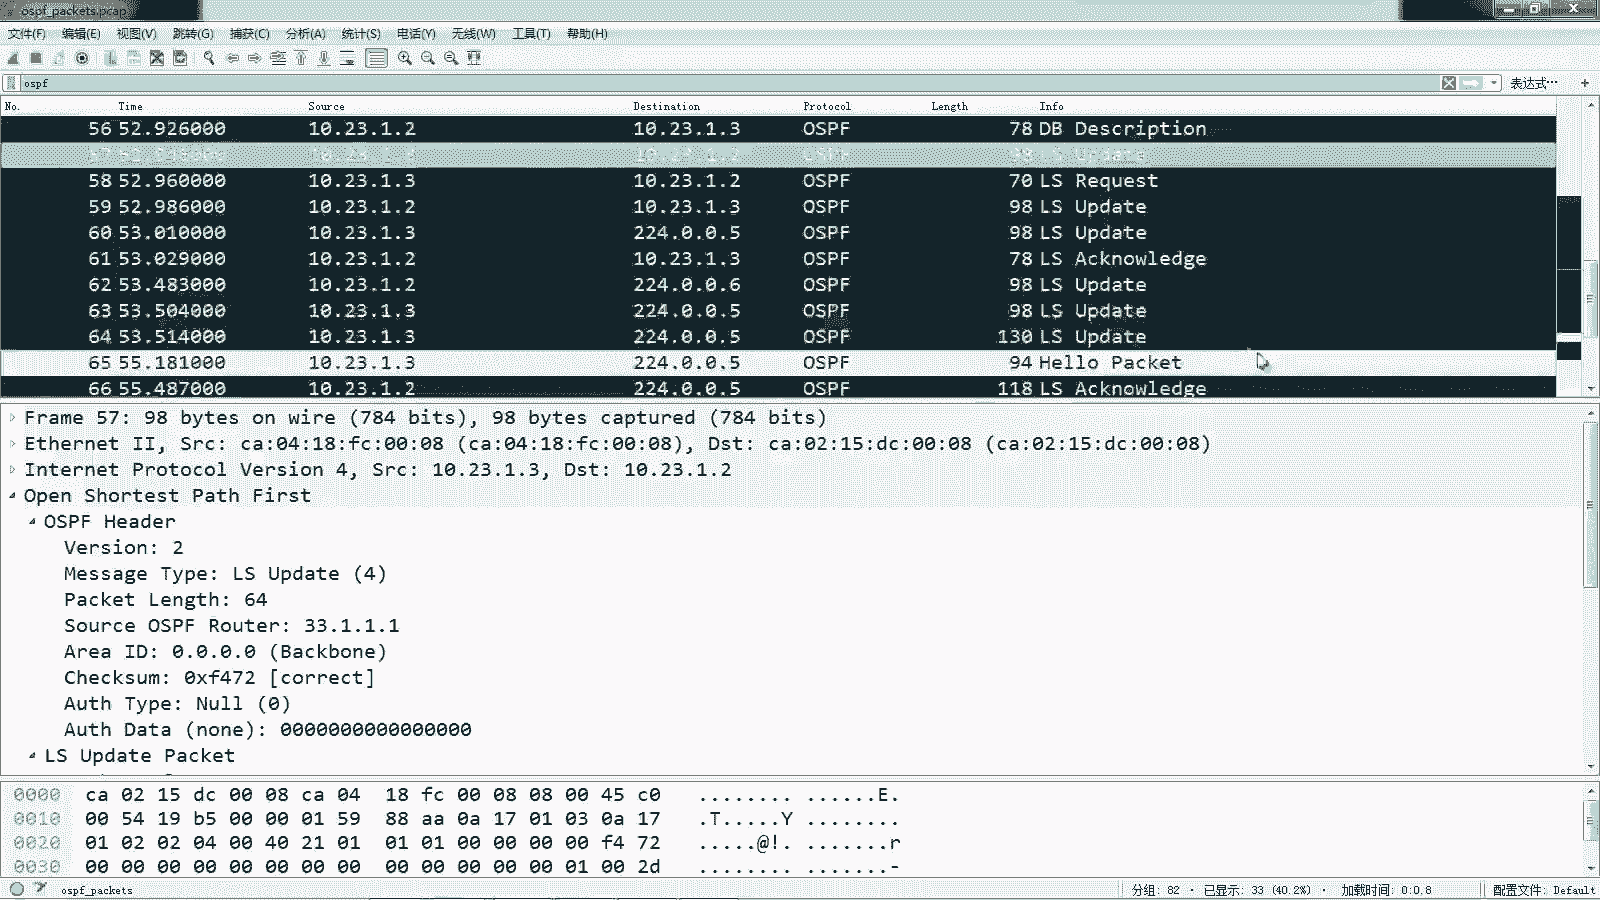 ospf_packets.pcap
文件(F) 编辑(E) 视图(V) 跳转(G) 捕获(C) 分析(A) 统计(S) 电话(Y) 无线(W) 工具(T) 帮助(H)
ospf 表达式… +
No. Time Source Destination Protocol Length Info
56 52.926000 10.23.1.2 10.23.1.3 OSPF 78 DB Description
LS Update
58 52.960000 10.23.1.3 10.23.1.2 OSPF 70 LS Request
59 52.986000 10.23.1.2 10.23.1.3 OSPF 98 LS Update
60 53.010000 10.23.1.3 224.0.0.5 OSPF 98 LS Update
61 53.029000 10.23.1.2 10.23.1.3 OSPF 78 LS Acknowledge
62 53.483000 10.23.1.2 224.0.0.6 OSPF 98 LS Update
63 53.504000 10.23.1.3 224.0.0.5 OSPF 98 LS Update
64 53.514000 10.23.1.3 224.0.0.5 OSPF 130 LS Update
65 55.181000 10.23.1.3 224.0.0.5 OSPF 94 Hello Packet
66 55.487000 10.23.1.2 224.0.0.5 OSPF 118 LS Acknowledge
Frame 57: 98 bytes on wire (784 bits), 98 bytes captured (784 bits)
Ethernet II, Src: ca:04:18:fc:00:08 (ca:04:18:fc:00:08), Dst: ca:02:15:dc:00:08 (ca:02:15:dc:00:08)
Internet Protocol Version 4, Src: 10.23.1.3, Dst: 10.23.1.2
Open Shortest Path First
OSPF Header
Version: 2
Message Type: LS Update (4)
Packet Length: 64
Source OSPF Router: 33.1.1.1
Area ID: 0.0.0.0 (Backbone)
Checksum: 0xf472 [correct]
Auth Type: Null (0)
Auth Data (none): 0000000000000000
LS Update Packet
0000 ca 02 15 dc 00 08 ca 04 18 fc 00 08 08 00 45 c0 ........ ......E.
0010 00 54 19 b5 00 00 01 59 88 aa 0a 17 01 03 0a 17 .T.....Y ........
0020 01 02 02 04 00 40 21 01 01 01 00 00 00 00 f4 72 .....@!. .......r
0030 00 00 00 00 00 00 00 00 00 00 00 00 01 00 2d ........ .......-
ospf_packets 分组: 82 · 已显示: 33 (40.2%) · 加载时间: 0:0.8 配置文件: Default